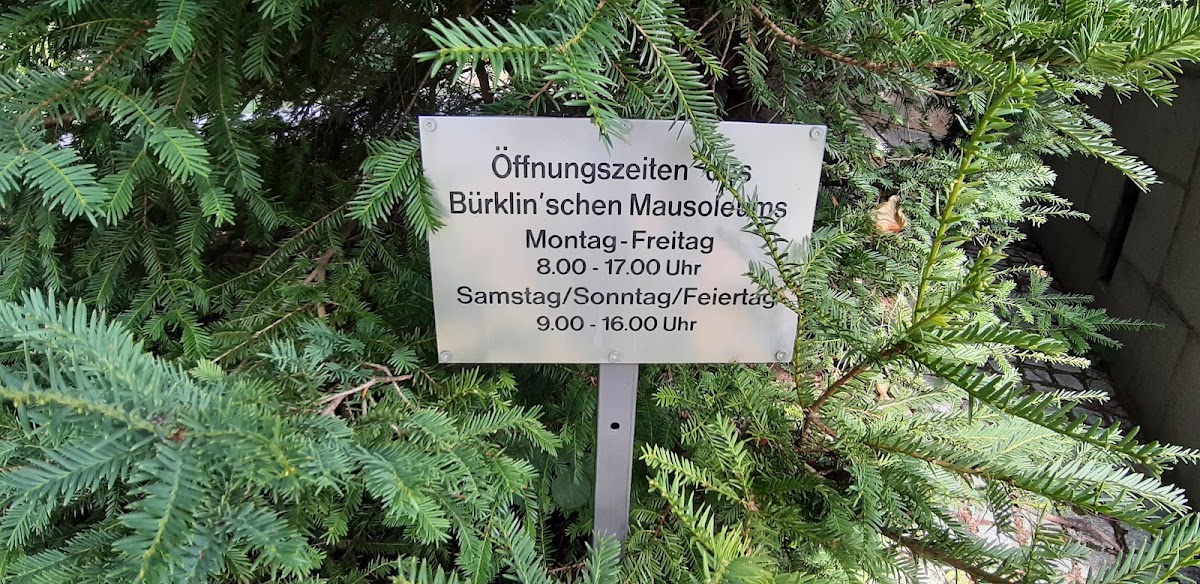 Öffnungszeiten des
Bürklin'schen Mausoleums
Montag-Freitag
8.00 - 17.00 Uhr
Samstag/Sonntag/Feiertag
9.00 - 16.00 Uhr